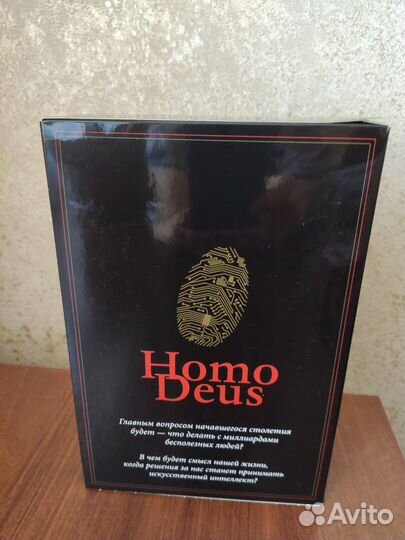 Homo
Deus
Главным вопросом начавшегося столетия
будет — что делать с миллиардами
бесполезных людей?
В чем будет смысл нашей жизни,
когда решения за нас станет принимать
искусственный интеллект?
Avito